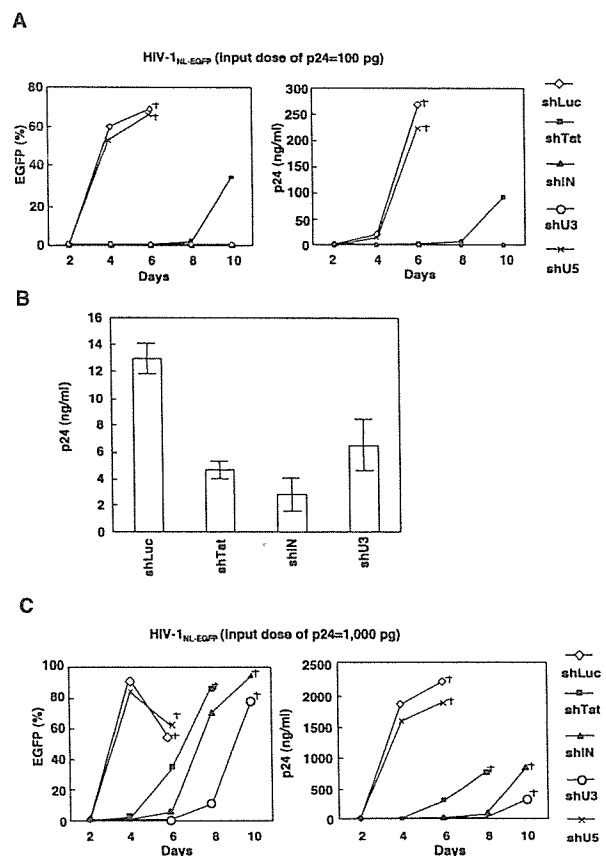 A
HIV-1NL-EGFP (input dose of p24=100 pg)
EGFP (%)
80
60
40
20
0
2 4 6 8 10
Days
†
†
p24 (ng/ml)
300
250
200
150
100
50
0
2 4 6 8 10
Days
†
†
shLuc
shTat
shIN
shU3
shU5
B
p24 (ng/ml)
16
14
12
10
8
6
4
2
0
shLuc
shTat
shIN
shU3
C
HIV-1NL-EGFP (input dose of p24=1,000 pg)
EGFP (%)
100
80
60
40
20
0
2 4 6 8 10
Days
†
†
†
†
†
p24 (ng/ml)
2500
2000
1500
1000
500
0
2 4 6 8 10
Days
†
†
†
†
†
shLuc
shTat
shIN
shU3
shU5